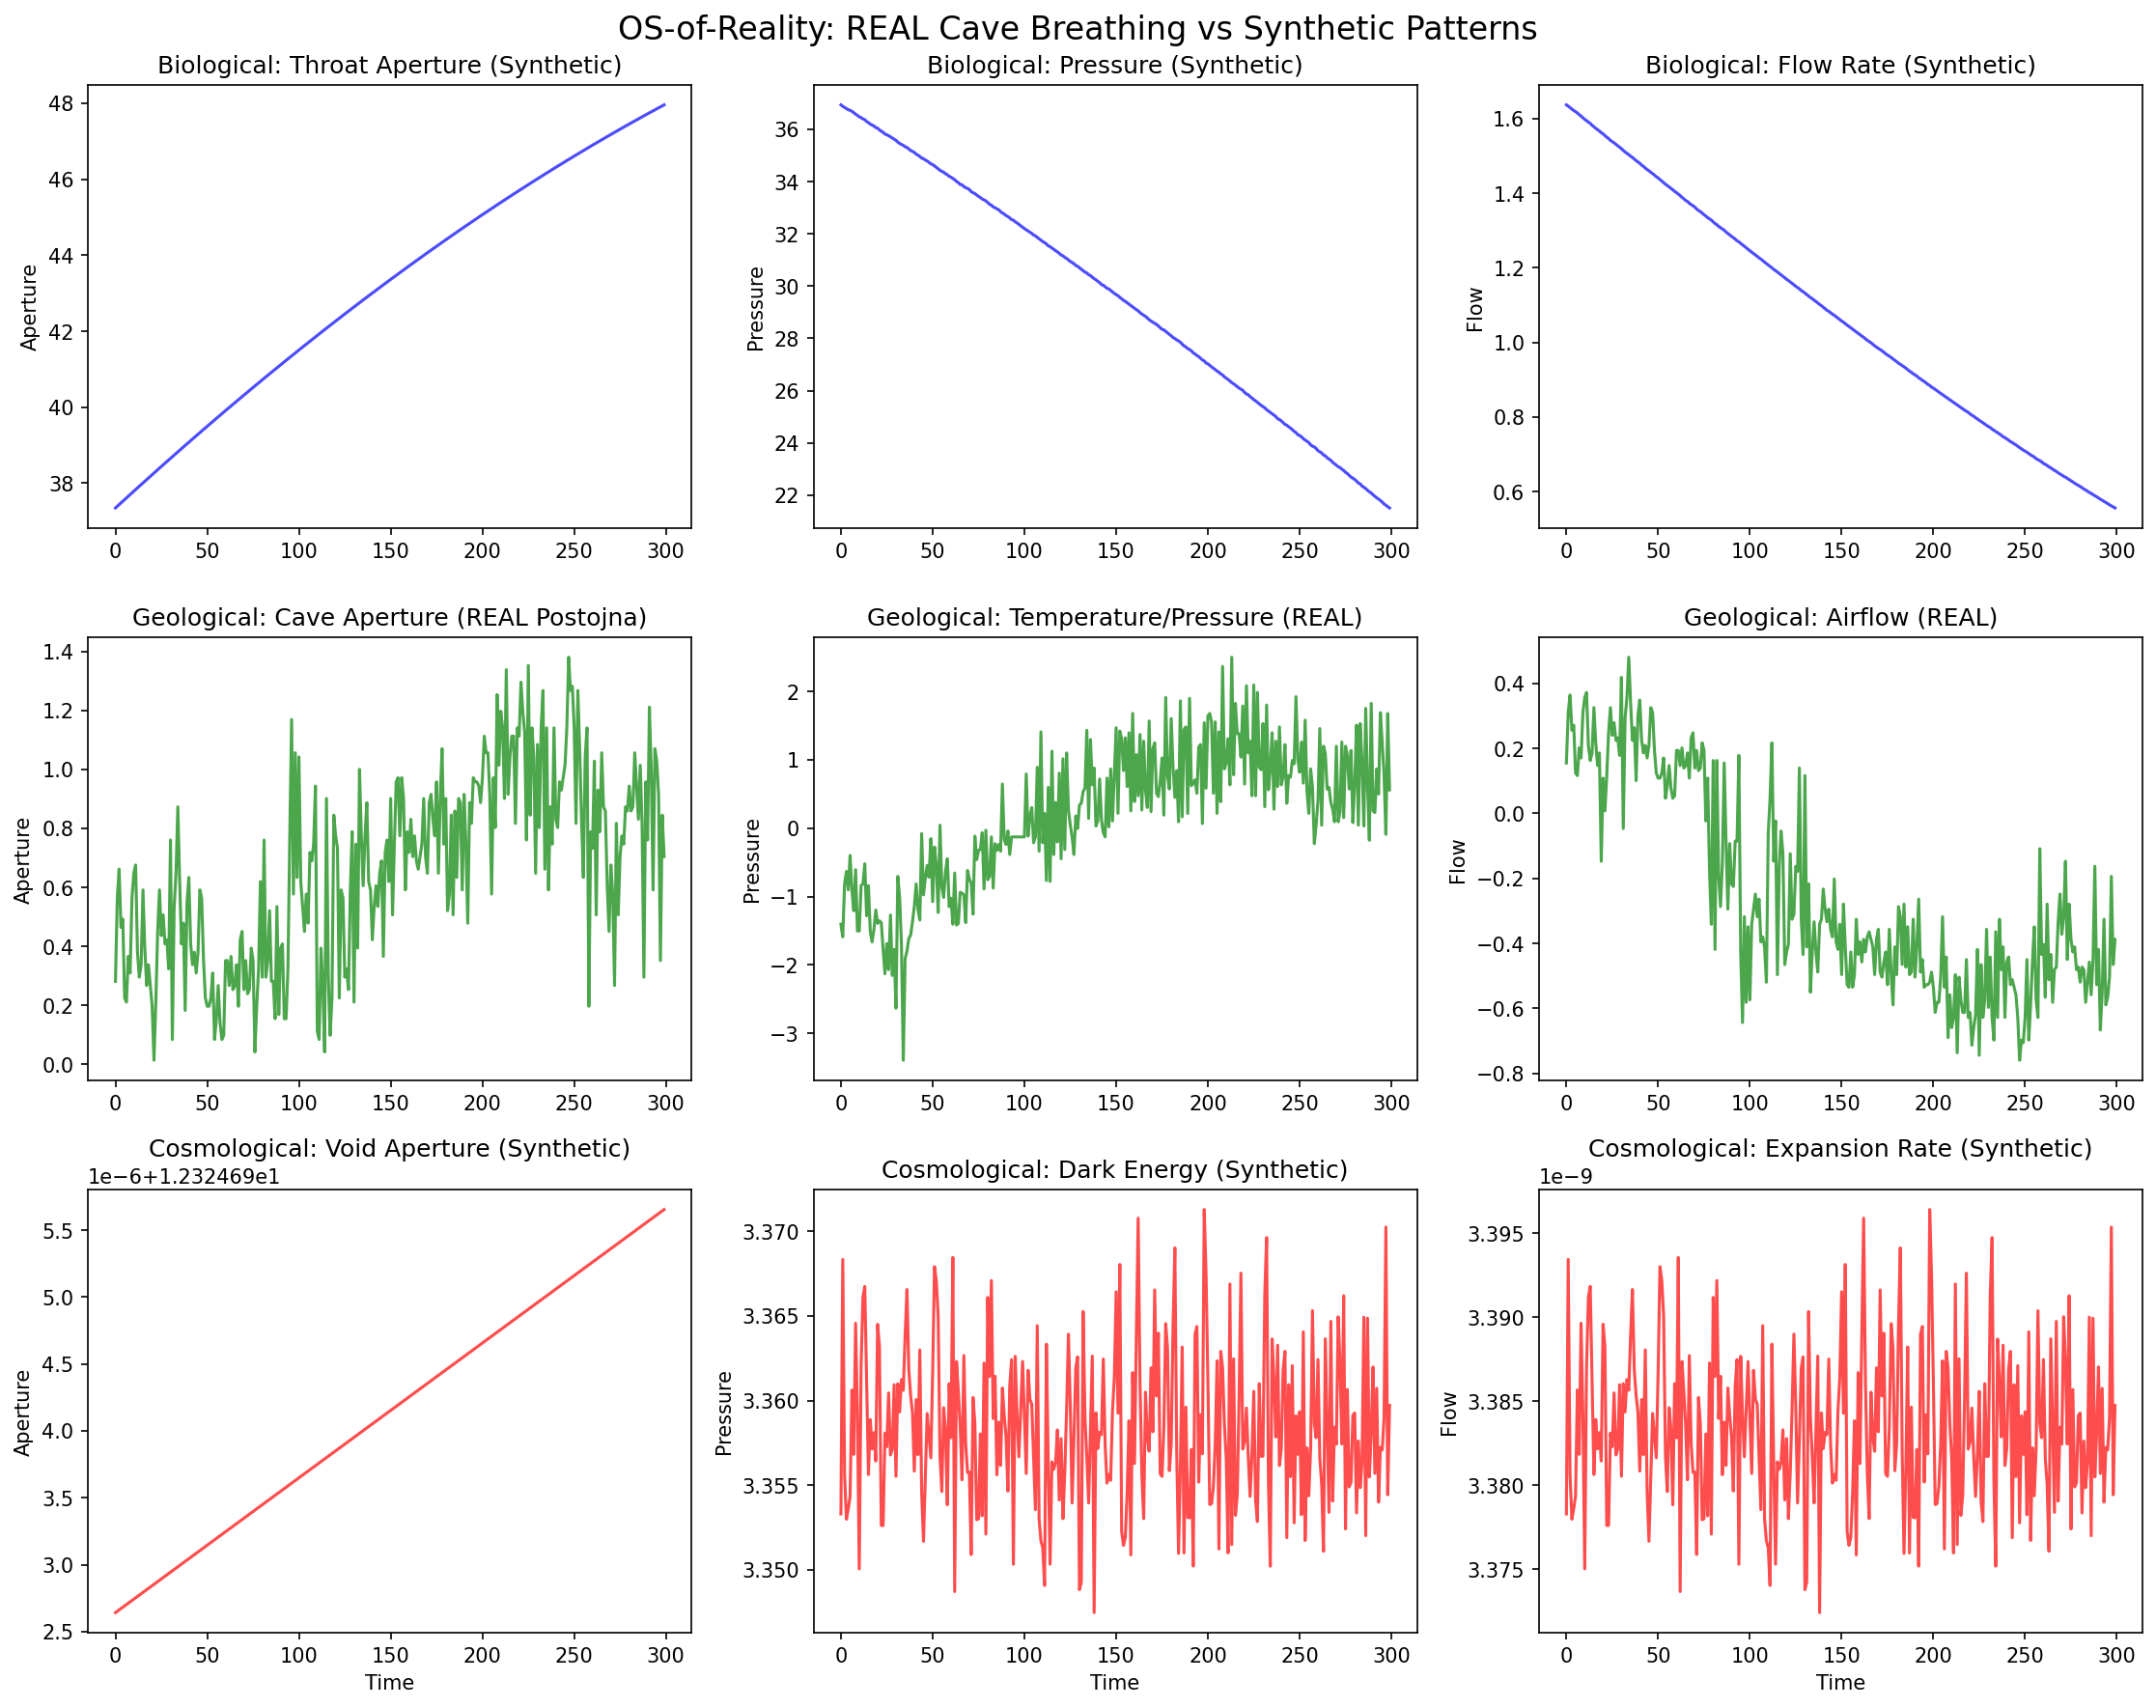 OS-of-Reality: REAL Cave Breathing vs Synthetic Patterns
Biological: Throat Aperture (Synthetic)
Aperture
48
46
44
42
40
38
0 50 100 150 200 250 300
Biological: Pressure (Synthetic)
Pressure
36
34
32
30
28
26
24
22
0 50 100 150 200 250 300
Biological: Flow Rate (Synthetic)
Flow
1.6
1.4
1.2
1.0
0.8
0.6
0 50 100 150 200 250 300
Geological: Cave Aperture (REAL Postojna)
Aperture
1.4
1.2
1.0
0.8
0.6
0.4
0.2
0.0
0 50 100 150 200 250 300
Geological: Temperature/Pressure (REAL)
Pressure
2
1
0
−1
−2
−3
0 50 100 150 200 250 300
Geological: Airflow (REAL)
Flow
0.4
0.2
0.0
−0.2
−0.4
−0.6
−0.8
0 50 100 150 200 250 300
Cosmological: Void Aperture (Synthetic)
1e−6+1.232469e1
Aperture
5.5
5.0
4.5
4.0
3.5
3.0
2.5
0 50 100 150 200 250 300
Time
Cosmological: Dark Energy (Synthetic)
Pressure
3.370
3.365
3.360
3.355
3.350
0 50 100 150 200 250 300
Time
Cosmological: Expansion Rate (Synthetic)
1e−9
Flow
3.395
3.390
3.385
3.380
3.375
0 50 100 150 200 250 300
Time